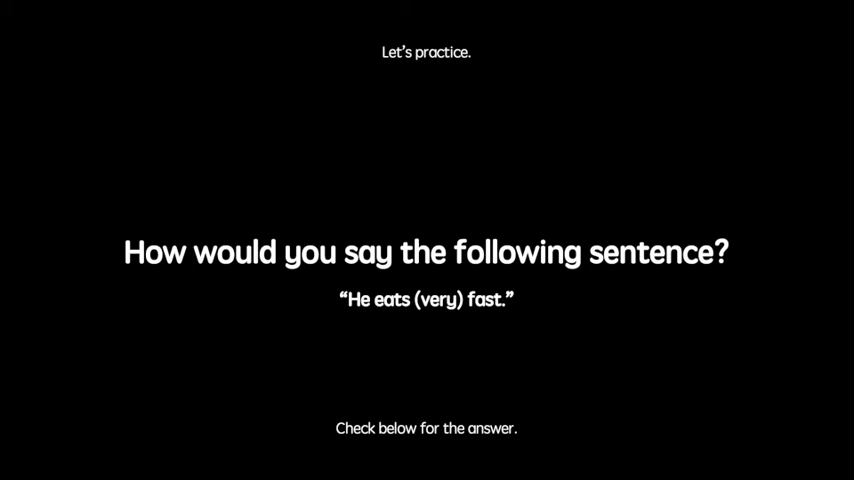 Let's practice.
How would you say the following sentence?
“He eats (very) fast.”
Check below for the answer.